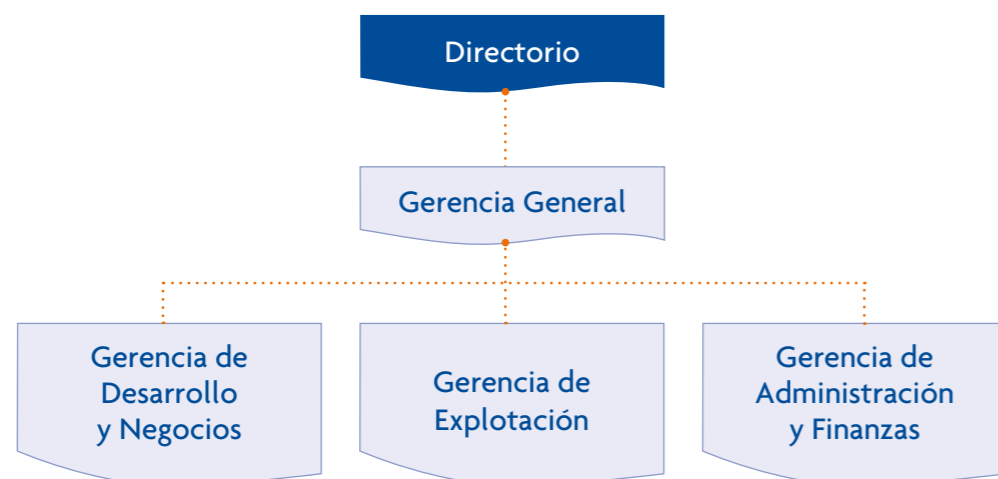 Directorio
Gerencia General
Gerencia de
Desarrollo
y Negocios
Gerencia de
Explotación
Gerencia de
Administración
y Finanzas